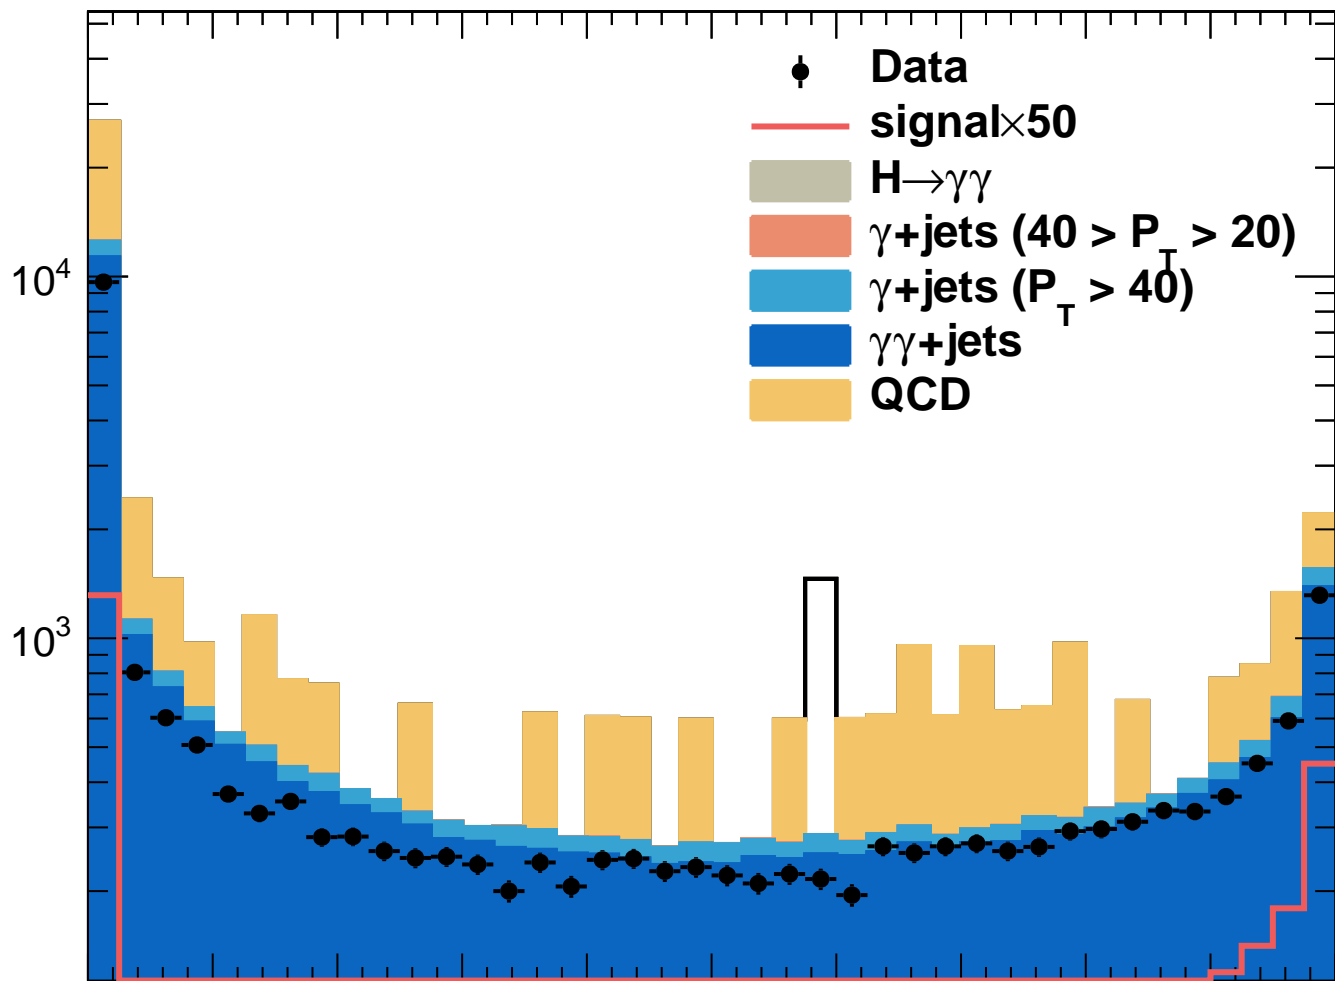 Data
signal×50
H→γγ
γ+jets (40 > P_T > 20)
10^4
γ+jets (P_T > 40)
γγ+jets
QCD
10^3